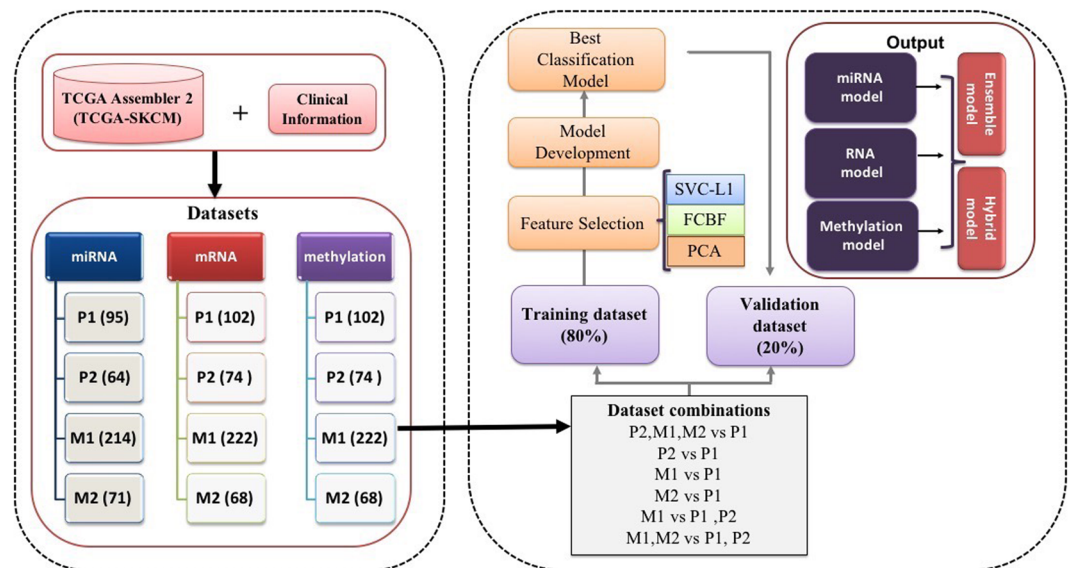 TCGA Assembler 2
(TCGA-SKCM)
+
Clinical
Information
Datasets
miRNA
P1 (95)
P2 (64)
M1 (214)
M2 (71)
mRNA
P1 (102)
P2 (74 )
M1 (222)
M2 (68)
methylation
P1 (102)
P2 (74 )
M1 (222)
M2 (68)
Best
Classification
Model
Model
Development
Feature Selection
SVC-L1
FCBF
PCA
Training dataset
(80%)
Validation
dataset
(20%)
Dataset combinations
P2,M1,M2 vs P1
P2 vs P1
M1 vs P1
M2 vs P1
M1 vs P1 ,P2
M1,M2 vs P1, P2
Output
miRNA
model
RNA
model
Methylation
model
Ensemble
model
Hybrid
model